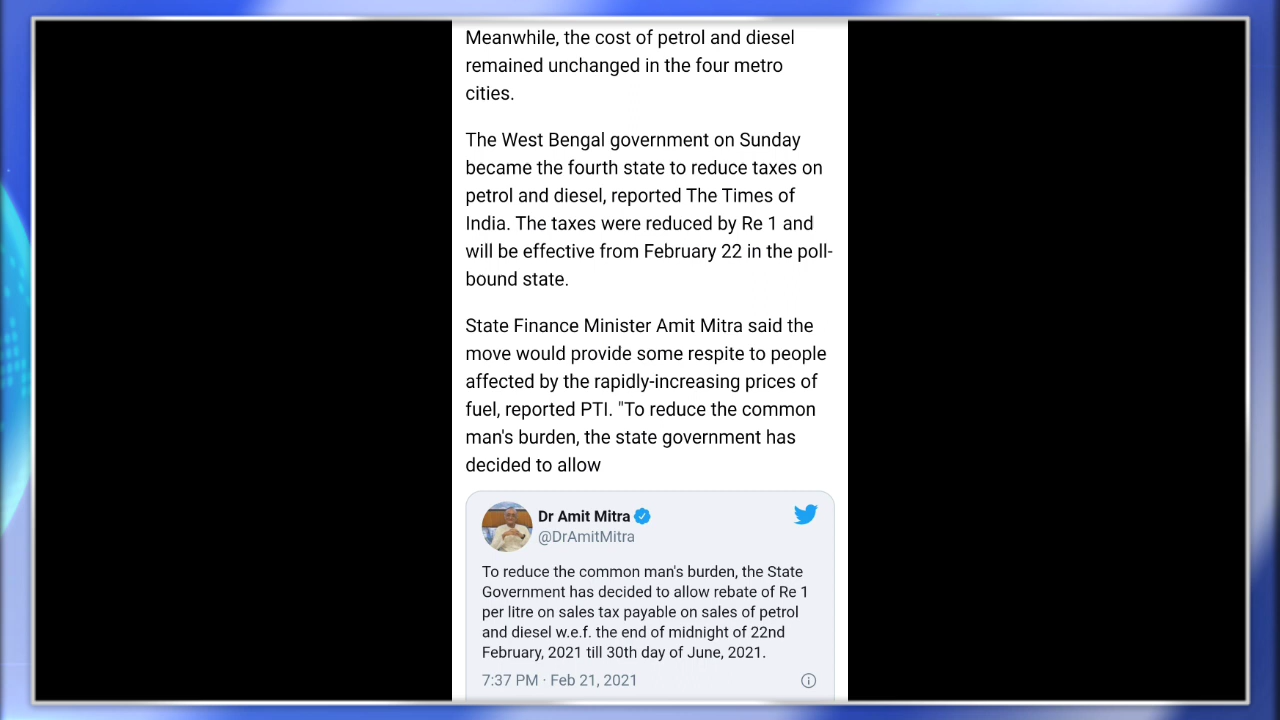 Meanwhile, the cost of petrol and diesel
remained unchanged in the four metro
cities.
The West Bengal government on Sunday
became the fourth state to reduce taxes on
petrol and diesel, reported The Times of
India. The taxes were reduced by Re 1 and
will be effective from February 22 in the poll-
bound state.
State Finance Minister Amit Mitra said the
move would provide some respite to people
affected by the rapidly-increasing prices of
fuel, reported PTI. "To reduce the common
man's burden, the state government has
decided to allow
Dr Amit Mitra
@DrAmitMitra
To reduce the common man's burden, the State
Government has decided to allow rebate of Re 1
per litre on sales tax payable on sales of petrol
and diesel w.e.f. the end of midnight of 22nd
February, 2021 till 30th day of June, 2021.
7:37 PM · Feb 21, 2021